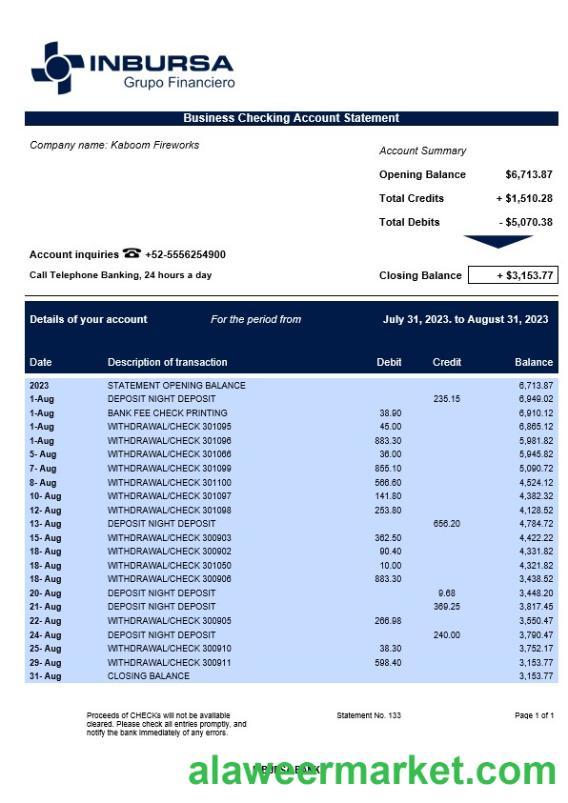 INBURSA
Grupo Financiero
Business Checking Account Statement
Company name: Kaboom Fireworks
Account Summary
Opening Balance $6,713.87
Total Credits + $1,510.28
Total Debits - $5,070.38
Account inquiries ☎ +52-5556254900
Call Telephone Banking, 24 hours a day
Closing Balance + $3,153.77
Details of your account For the period from July 31, 2023. to August 31, 2023
Date Description of transaction Debit Credit Balance
2023 STATEMENT OPENING BALANCE 6,713.87
1-Aug DEPOSIT NIGHT DEPOSIT 235.15 6,949.02
1-Aug BANK FEE CHECK PRINTING 38.90 6,910.12
1-Aug WITHDRAWAL/CHECK 301095 45.00 6,865.12
1-Aug WITHDRAWAL/CHECK 301096 883.30 5,981.82
5- Aug WITHDRAWAL/CHECK 301066 36.00 5,945.82
7- Aug WITHDRAWAL/CHECK 301099 855.10 5,090.72
8- Aug WITHDRAWAL/CHECK 301100 566.60 4,524.12
10- Aug WITHDRAWAL/CHECK 301097 141.80 4,382.32
12- Aug WITHDRAWAL/CHECK 301098 253.80 4,128.52
13- Aug DEPOSIT NIGHT DEPOSIT 656.20 4,784.72
15- Aug WITHDRAWAL/CHECK 300903 362.50 4,422.22
18- Aug WITHDRAWAL/CHECK 300902 90.40 4,331.82
18- Aug WITHDRAWAL/CHECK 301050 10.00 4,321.82
18- Aug WITHDRAWAL/CHECK 300906 883.30 3,438.52
20- Aug DEPOSIT NIGHT DEPOSIT 9.68 3,448.20
21- Aug DEPOSIT NIGHT DEPOSIT 369.25 3,817.45
22- Aug WITHDRAWAL/CHECK 300905 266.98 3,550.47
24- Aug DEPOSIT NIGHT DEPOSIT 240.00 3,790.47
25- Aug WITHDRAWAL/CHECK 300910 38.30 3,752.17
29- Aug WITHDRAWAL/CHECK 300911 598.40 3,153.77
31- Aug CLOSING BALANCE 3,153.77
Proceeds of CHECKs will not be available Statement No. 133 Page 1 of 1
cleared. Please check all entries promptly, and
notify the bank immediately of any errors.
INBURSA BANK
alaweermarket.com